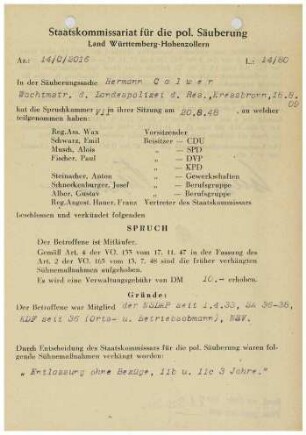 Staatskommissariat für die pol. Säuberung
Land Württemberg-Hohenzollern
Az.: 14/D/2016 L.: 14/80
In der Säuberungssache Hermann Colwer
Wachtmstr. d. Landespolizei d. Res., Kressbronn, 18.8.
09
hat die Spruchkammer VII in ihrer Sitzung am 20.8.48, an welcher
teilgenommen haben:
Reg.Ass. Wax Vorsitzender
Schwarz, Emil Beisitzer — CDU
Mussh, Alois „ — SPD
Fischer, Paul „ — DVP
„ — KPD
Steinacher, Anton „ — Gewerkschaften
Schneckenburger, Josef „ — Berufsgruppe
Alber, Gustav „ — Berufsgruppe
Reg.Angest. Hauer, Franz Vertreter des Staatskommissariats
beschlossen und verkündet folgenden
SPRUCH
Der Betroffene ist Mitläufer.
Gemäß Art. 4 der VO. 133 vom 17. 11. 47 in der Fassung des
Art. 2 der VO. 165 vom 13. 7. 48 sind die früher verhängten
Sühnemaßnahmen aufgehoben.
Es wird eine Verwaltungsgebühr von DM 10.- erhoben.
Gründe:
Der Betroffene war Mitglied der NSDAP seit 1.4.33, SA 36-38,
KDF seit 36 (Orts- u. Betriebsobmann), NSV.
Durch Entscheidung des Staatskommissars für die pol. Säuberung waren fol-
gende Sühnemaßnahmen verhängt worden:
„ Entlassung ohne Bezüge, 11b u. 11c 3 Jahre."